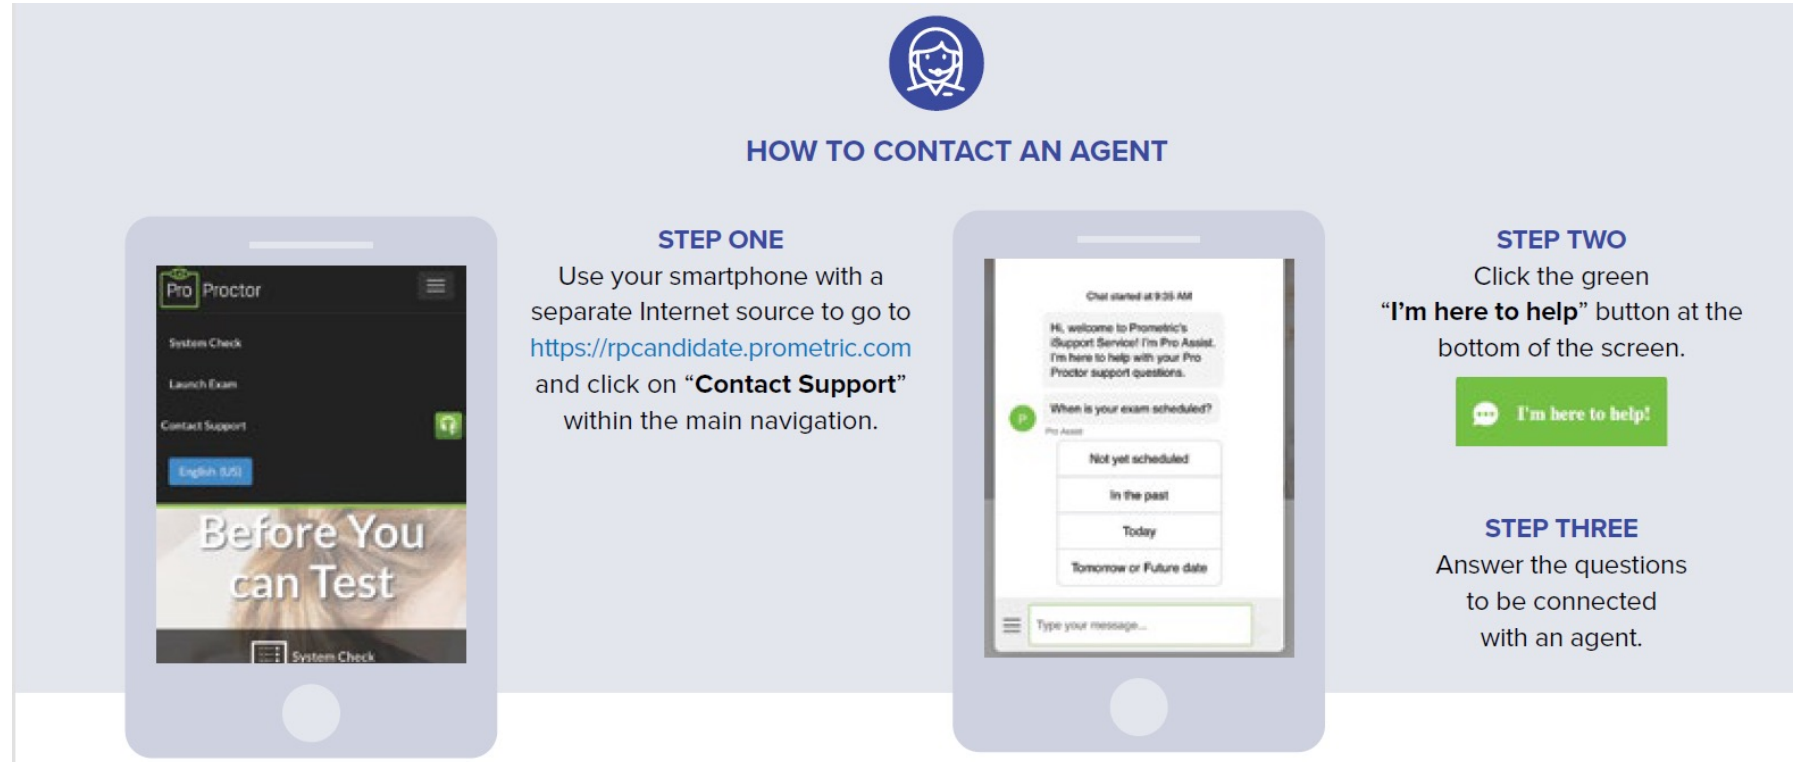 HOW TO CONTACT AN AGENT
Pro Proctor
System Check
Launch Exam
Contact Support
English (US)
Before You
can Test
System Check
STEP ONE
Use your smartphone with a
separate Internet source to go to
https://rpcandidate.prometric.com
and click on “Contact Support”
within the main navigation.
Chat started at 9:35 AM
Hi, welcome to Prometric's
iSupport Service! I'm Pro Assist.
I'm here to help with your Pro
Proctor support questions.
When is your exam scheduled?
P
Pro Assist
Not yet scheduled
In the past
Today
Tomorrow or Future date
Type your message...
STEP TWO
Click the green
“I’m here to help” button at the
bottom of the screen.
I'm here to help!
STEP THREE
Answer the questions
to be connected
with an agent.